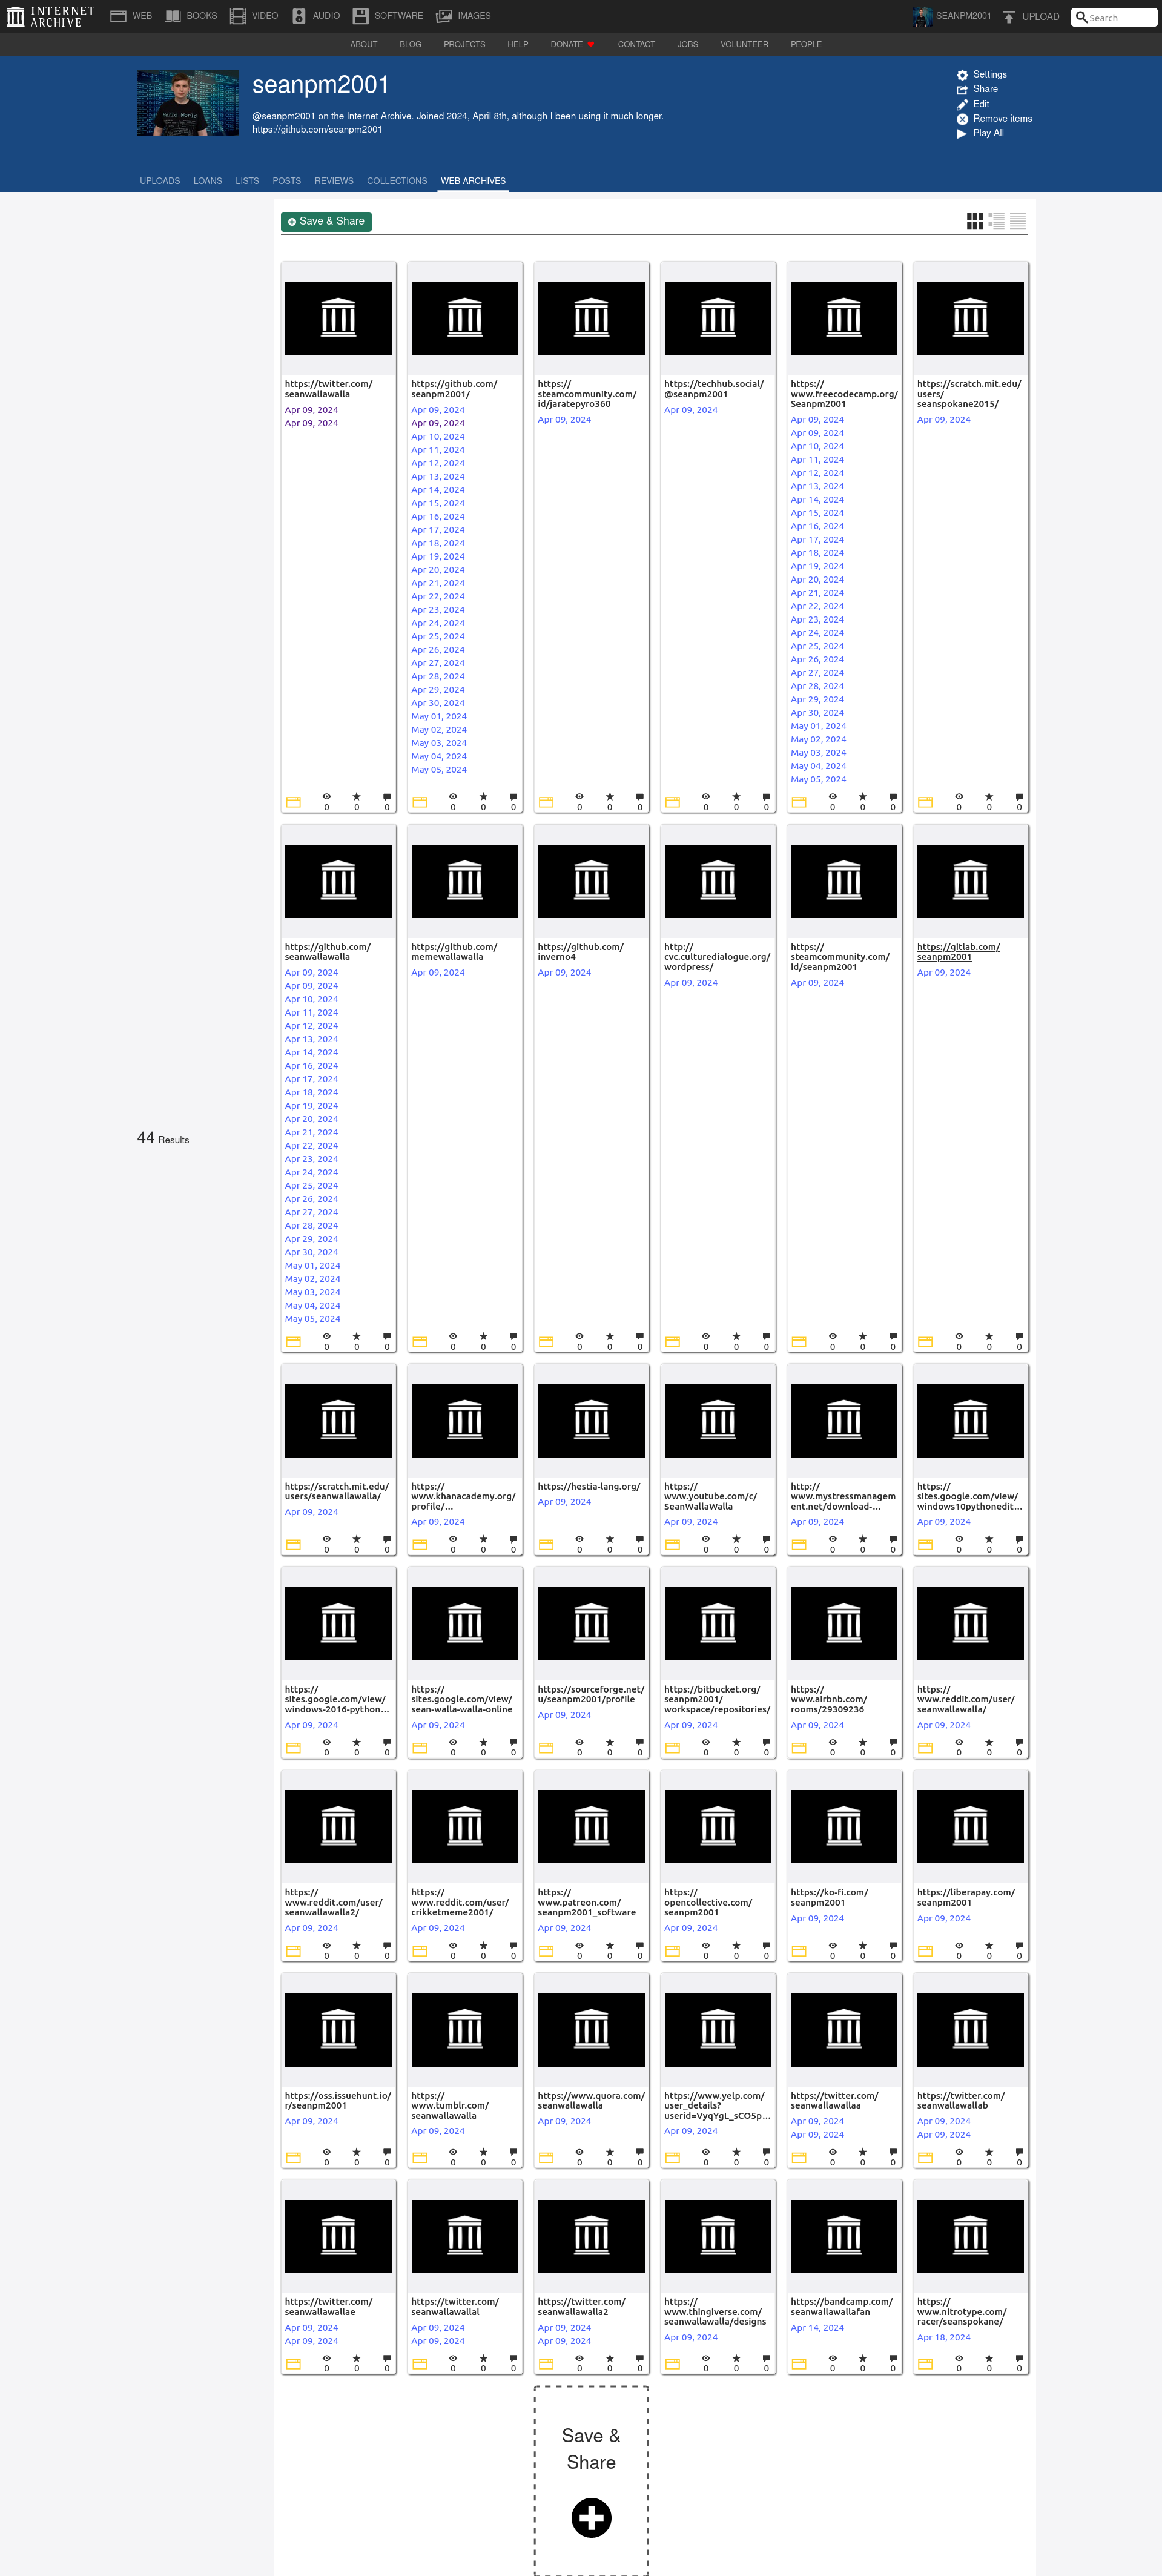 INTERNET ARCHIVE
WEB BOOKS VIDEO AUDIO SOFTWARE IMAGES SEANPM2001 UPLOAD Search
ABOUT BLOG PROJECTS HELP DONATE CONTACT JOBS VOLUNTEER PEOPLE
Hello World
seanpm2001
@seanpm2001 on the Internet Archive. Joined 2024, April 8th, although I been using it much longer.
https://github.com/seanpm2001
Settings
Share
Edit
Remove items
Play All
UPLOADS LOANS LISTS POSTS REVIEWS COLLECTIONS WEB ARCHIVES
44 Results
Save & Share
https://twitter.com/
seanwallawalla
Apr 09, 2024
Apr 09, 2024
0 0 0
https://github.com/
seanpm2001/
Apr 09, 2024
Apr 09, 2024
Apr 10, 2024
Apr 11, 2024
Apr 12, 2024
Apr 13, 2024
Apr 14, 2024
Apr 15, 2024
Apr 16, 2024
Apr 17, 2024
Apr 18, 2024
Apr 19, 2024
Apr 20, 2024
Apr 21, 2024
Apr 22, 2024
Apr 23, 2024
Apr 24, 2024
Apr 25, 2024
Apr 26, 2024
Apr 27, 2024
Apr 28, 2024
Apr 29, 2024
Apr 30, 2024
May 01, 2024
May 02, 2024
May 03, 2024
May 04, 2024
May 05, 2024
0 0 0
https://
steamcommunity.com/
id/jaratepyro360
Apr 09, 2024
0 0 0
https://techhub.social/
@seanpm2001
Apr 09, 2024
0 0 0
https://
www.freecodecamp.org/
Seanpm2001
Apr 09, 2024
Apr 09, 2024
Apr 10, 2024
Apr 11, 2024
Apr 12, 2024
Apr 13, 2024
Apr 14, 2024
Apr 15, 2024
Apr 16, 2024
Apr 17, 2024
Apr 18, 2024
Apr 19, 2024
Apr 20, 2024
Apr 21, 2024
Apr 22, 2024
Apr 23, 2024
Apr 24, 2024
Apr 25, 2024
Apr 26, 2024
Apr 27, 2024
Apr 28, 2024
Apr 29, 2024
Apr 30, 2024
May 01, 2024
May 02, 2024
May 03, 2024
May 04, 2024
May 05, 2024
0 0 0
https://scratch.mit.edu/
users/
seanspokane2015/
Apr 09, 2024
0 0 0
https://github.com/
seanwallawalla
Apr 09, 2024
Apr 09, 2024
Apr 10, 2024
Apr 11, 2024
Apr 12, 2024
Apr 13, 2024
Apr 14, 2024
Apr 16, 2024
Apr 17, 2024
Apr 18, 2024
Apr 19, 2024
Apr 20, 2024
Apr 21, 2024
Apr 22, 2024
Apr 23, 2024
Apr 24, 2024
Apr 25, 2024
Apr 26, 2024
Apr 27, 2024
Apr 28, 2024
Apr 29, 2024
Apr 30, 2024
May 01, 2024
May 02, 2024
May 03, 2024
May 04, 2024
May 05, 2024
0 0 0
https://github.com/
memewallawalla
Apr 09, 2024
0 0 0
https://github.com/
inverno4
Apr 09, 2024
0 0 0
http://
cvc.culturedialogue.org/
wordpress/
Apr 09, 2024
0 0 0
https://
steamcommunity.com/
id/seanpm2001
Apr 09, 2024
0 0 0
https://gitlab.com/
seanpm2001
Apr 09, 2024
0 0 0
https://scratch.mit.edu/
users/seanwallawalla/
Apr 09, 2024
0 0 0
https://
www.khanacademy.org/
profile/…
Apr 09, 2024
0 0 0
https://hestia-lang.org/
Apr 09, 2024
0 0 0
https://
www.youtube.com/c/
SeanWallaWalla
Apr 09, 2024
0 0 0
http://
www.mystressmanagem
ent.net/download-…
Apr 09, 2024
0 0 0
https://
sites.google.com/view/
windows10pythonedit…
Apr 09, 2024
0 0 0
https://
sites.google.com/view/
windows-2016-python…
Apr 09, 2024
0 0 0
https://
sites.google.com/view/
sean-walla-walla-online
Apr 09, 2024
0 0 0
https://sourceforge.net/
u/seanpm2001/profile
Apr 09, 2024
0 0 0
https://bitbucket.org/
seanpm2001/
workspace/repositories/
Apr 09, 2024
0 0 0
https://
www.airbnb.com/
rooms/29309236
Apr 09, 2024
0 0 0
https://
www.reddit.com/user/
seanwallawalla/
Apr 09, 2024
0 0 0
https://
www.reddit.com/user/
seanwallawalla2/
Apr 09, 2024
0 0 0
https://
www.reddit.com/user/
crikketmeme2001/
Apr 09, 2024
0 0 0
https://
www.patreon.com/
seanpm2001_software
Apr 09, 2024
0 0 0
https://
opencollective.com/
seanpm2001
Apr 09, 2024
0 0 0
https://ko-fi.com/
seanpm2001
Apr 09, 2024
0 0 0
https://liberapay.com/
seanpm2001
Apr 09, 2024
0 0 0
https://oss.issuehunt.io/
r/seanpm2001
Apr 09, 2024
0 0 0
https://
www.tumblr.com/
seanwallawalla
Apr 09, 2024
0 0 0
https://www.quora.com/
seanwallawalla
Apr 09, 2024
0 0 0
https://www.yelp.com/
user_details?
userid=VyqYgL_sCO5p…
Apr 09, 2024
0 0 0
https://twitter.com/
seanwallawallaa
Apr 09, 2024
Apr 09, 2024
0 0 0
https://twitter.com/
seanwallawallab
Apr 09, 2024
Apr 09, 2024
0 0 0
https://twitter.com/
seanwallawallae
Apr 09, 2024
Apr 09, 2024
0 0 0
https://twitter.com/
seanwallawallal
Apr 09, 2024
Apr 09, 2024
0 0 0
https://twitter.com/
seanwallawalla2
Apr 09, 2024
Apr 09, 2024
0 0 0
https://
www.thingiverse.com/
seanwallawalla/designs
Apr 09, 2024
0 0 0
https://bandcamp.com/
seanwallawallafan
Apr 14, 2024
0 0 0
https://
www.nitrotype.com/
racer/seanspokane/
Apr 18, 2024
0 0 0
Save &
Share